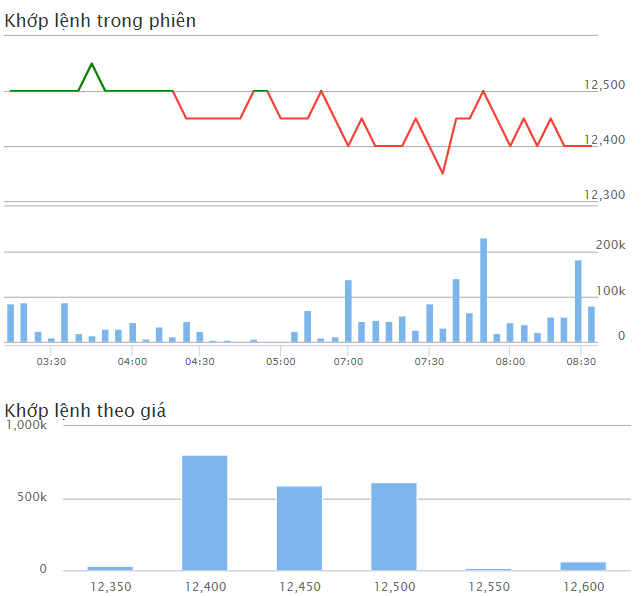 Khớp lệnh trong phiên
12,500
12,400
12,300
200k
100k
0
03:30 04:00 04:30 05:00 07:00 07:30 08:00 08:30
Khớp lệnh theo giá
1,000k
500k
0
12,350 12,400 12,450 12,500 12,550 12,600